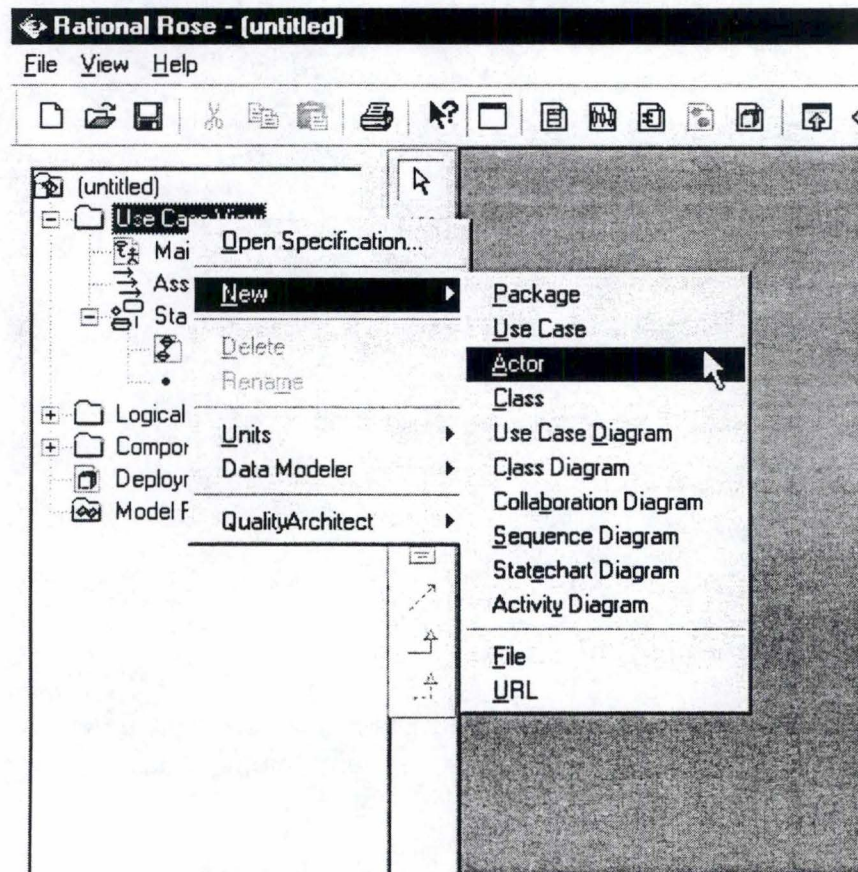 Rational Rose - (untitled)
File View Help
(untitled)
Use Case View
Mai
Ass
Sta
Logical
Compor
Deployr
Model F
Open Specification...
New
Delete
Rename
Units
Data Modeler
QualityArchitect
Package
Use Case
Actor
Class
Use Case Diagram
Class Diagram
Collaboration Diagram
Sequence Diagram
Statechart Diagram
Activity Diagram
File
URL